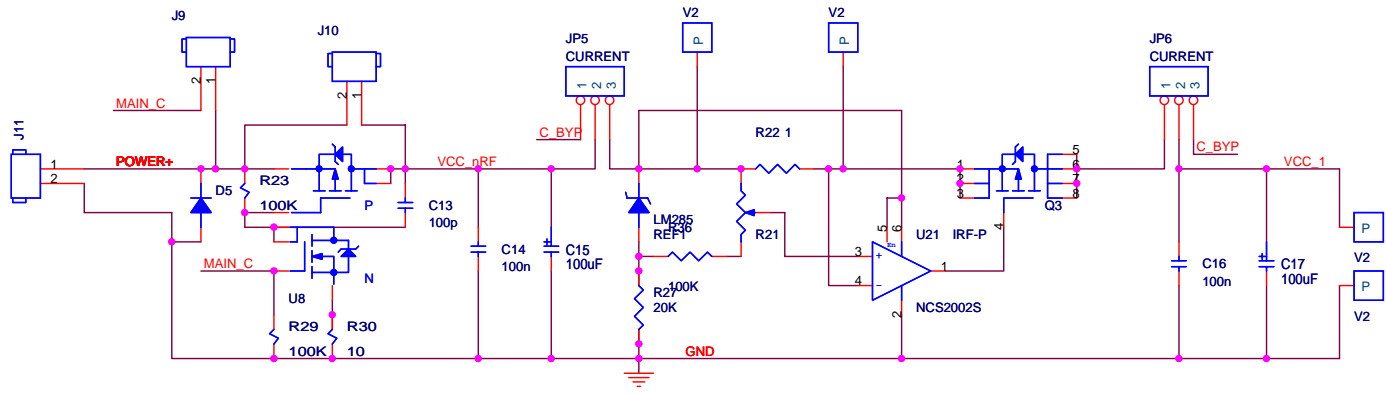 J9
2
1
MAIN_C
J10
2
1
J11
1
2
POWER+
D5
R23
100K
P
C13
100p
VCC_nRF
MAIN_C
U8
N
R29
100K
R30
10
C14
100n
C15
100uF
JP5
CURRENT
1
2
3
C_BYP
V2
P
V2
P
R22 1
LM285
REF1
R36
100K
R21
R27
20K
GND
U21
NCS2002S
En
3
4
5
6
1
2
+
−
IRF-P
Q3
1
2
3
4
5
6
7
8
JP6
CURRENT
1
2
3
C_BYP
VCC_1
C16
100n
C17
100uF
P
V2
P
V2